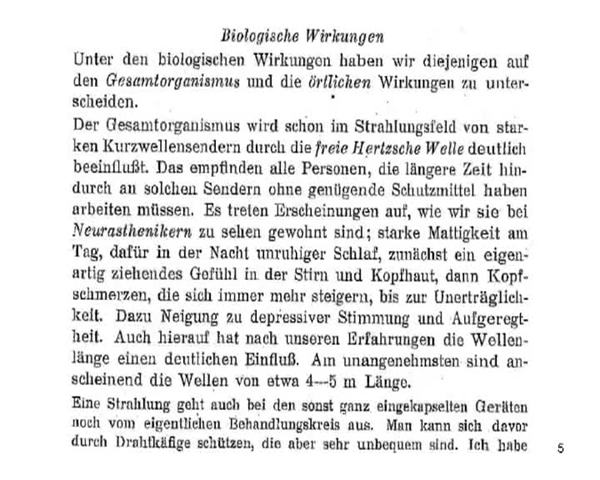 Biologische Wirkungen
Unter den biologischen Wirkungen haben wir diejenigen auf
den Gesamtorganismus und die örtlichen Wirkungen zu unter-
scheiden.
Der Gesamtorganismus wird schon im Strahlungsfeld von star-
ken Kurzwellensendern durch die freie Hertzsche Welle deutlich
beeinflußt. Das empfinden alle Personen, die längere Zeit hin-
durch an solchen Sendern ohne genügende Schutzmittel haben
arbeiten müssen. Es treten Erscheinungen auf, wie wir sie bei
Neurasthenikern zu sehen gewohnt sind; starke Mattigkeit am
Tag, dafür in der Nacht unruhiger Schlaf, zunächst ein eigen-
artig ziehendes Gefühl in der Stirn und Kopfhaut, dann Kopf-
schmerzen, die sich immer mehr steigern, bis zur Unerträglich-
keit. Dazu Neigung zu depressiver Stimmung und Aufgeregt-
heit. Auch hierauf hat nach unseren Erfahrungen die Wellen-
länge einen deutlichen Einfluß. Am unangenehmsten sind an-
scheinend die Wellen von etwa 4—5 m Länge.
Eine Strahlung geht auch bei den sonst ganz eingekapselten Geräten
noch vom eigentlichen Behandlungskreis aus. Man kann sich davor
durch Drahtkäfige schützen, die aber sehr unbequem sind. Ich habe
5